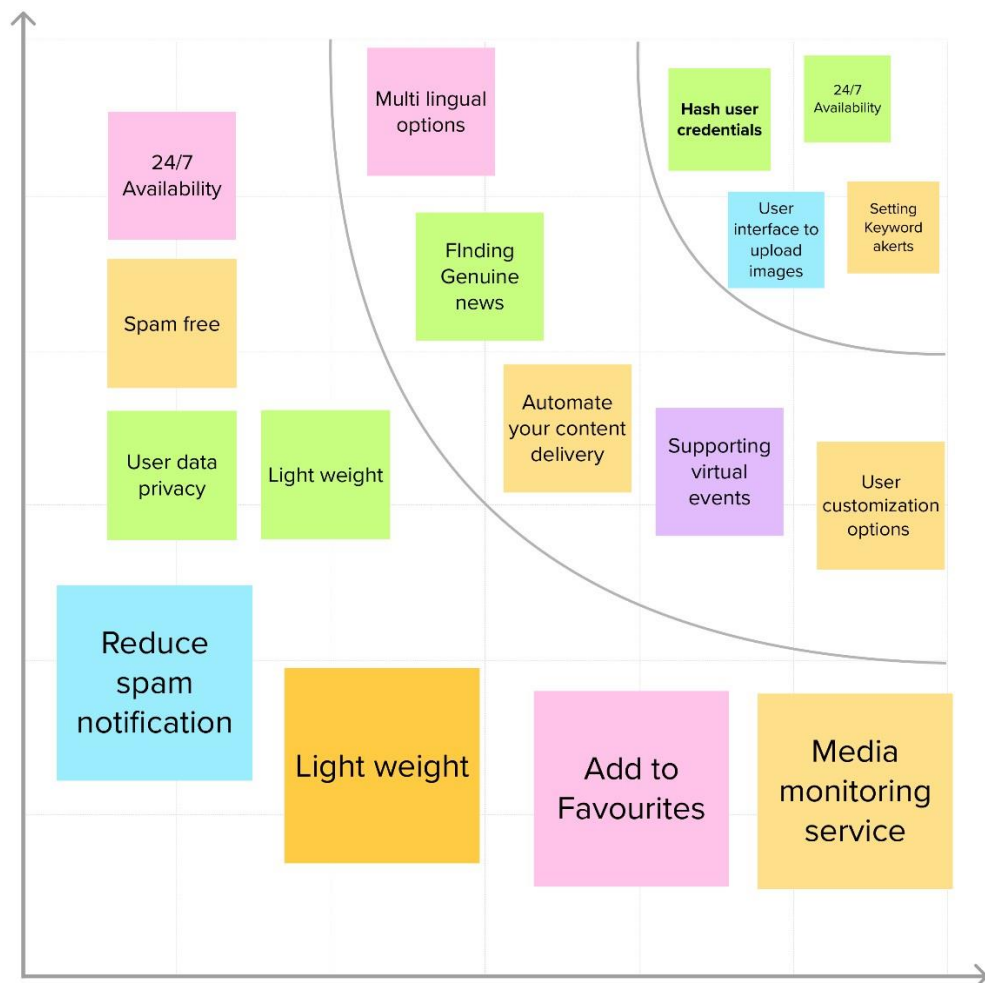 Multi lingual
options
Hash user
credentials
24/7
Availability
24/7
Availability
User
interface to
upload
images
Setting
Keyword
akerts
FInding
Genuine
news
Spam free
Automate
your content
delivery
Supporting
virtual
events
User
customization
options
User data
privacy
Light weight
Reduce
spam
notification
Light weight
Add to
Favourites
Media
monitoring
service